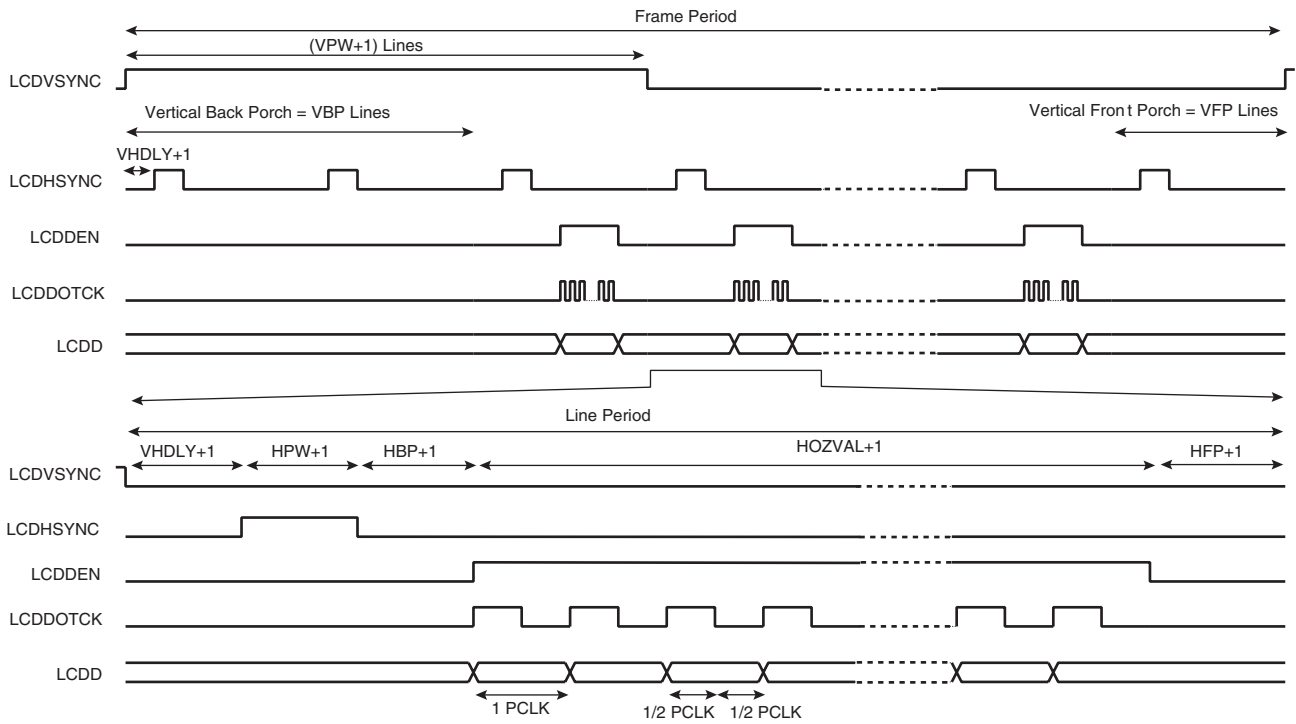 Frame Period
(VPW+1) Lines
LCDVSYNC
Vertical Back Porch = VBP Lines
Vertical Front Porch = VFP Lines
VHDLY+1
LCDHSYNC
LCDDEN
LCDDOTCK
LCDD
Line Period
VHDLY+1
HPW+1
HBP+1
HOZVAL+1
HFP+1
LCDVSYNC
LCDHSYNC
LCDDEN
LCDDOTCK
LCDD
1 PCLK
1/2 PCLK
1/2 PCLK